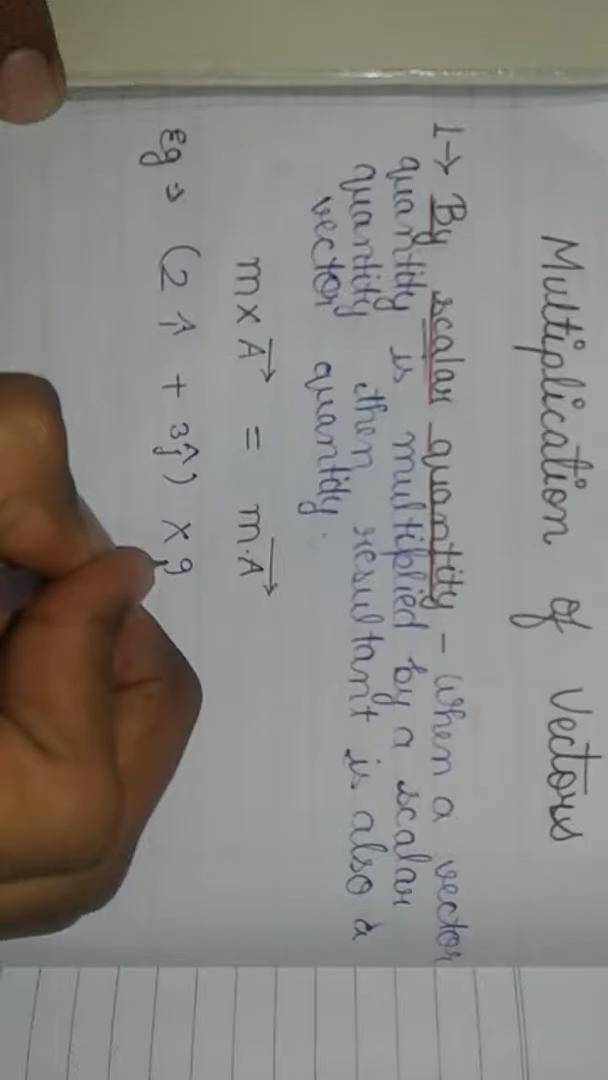 Multiplication of Vectors
1→ By scalar quantity - When a vector
quantity is multiplied by a scalar
quantity then resultant is also a
vector quantity.
m × A⃗ = m.A⃗
Eg → (2 î + 3ĵ) × 9